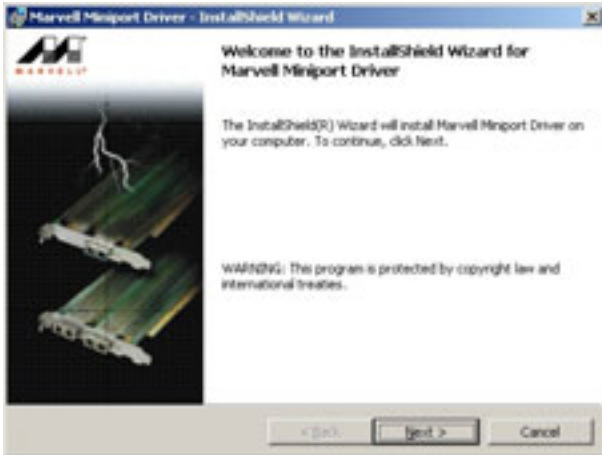 Marvell Miniport Driver - InstallShield Wizard
MARVELL®
Welcome to the InstallShield Wizard for
Marvell Miniport Driver
The InstallShield(R) Wizard will install Marvell Miniport Driver on
your computer. To continue, click Next.
WARNING: This program is protected by copyright law and
international treaties.
< Back
Next >
Cancel